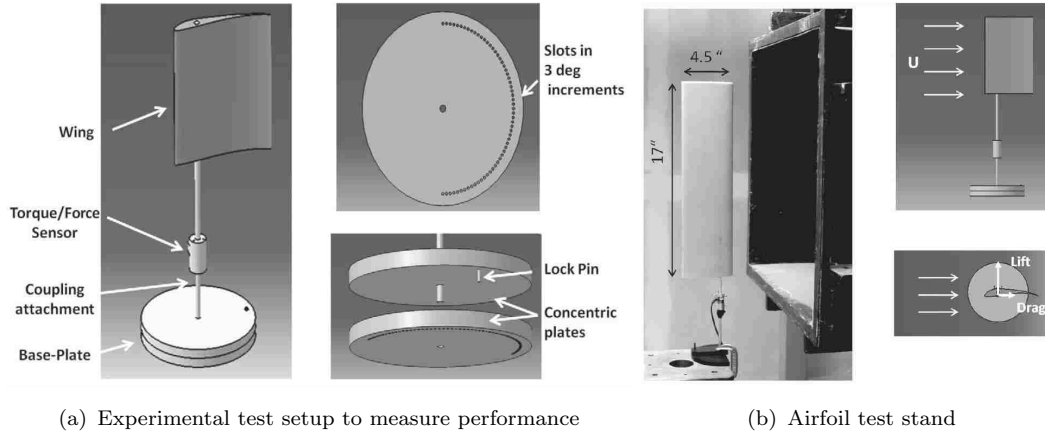 Wing
Torque/Force
Sensor
Coupling
attachment
Base-Plate
Slots in
3 deg
increments
Lock Pin
Concentric
plates
4.5"
17"
U
Lift
Drag
(a) Experimental test setup to measure performance
(b) Airfoil test stand